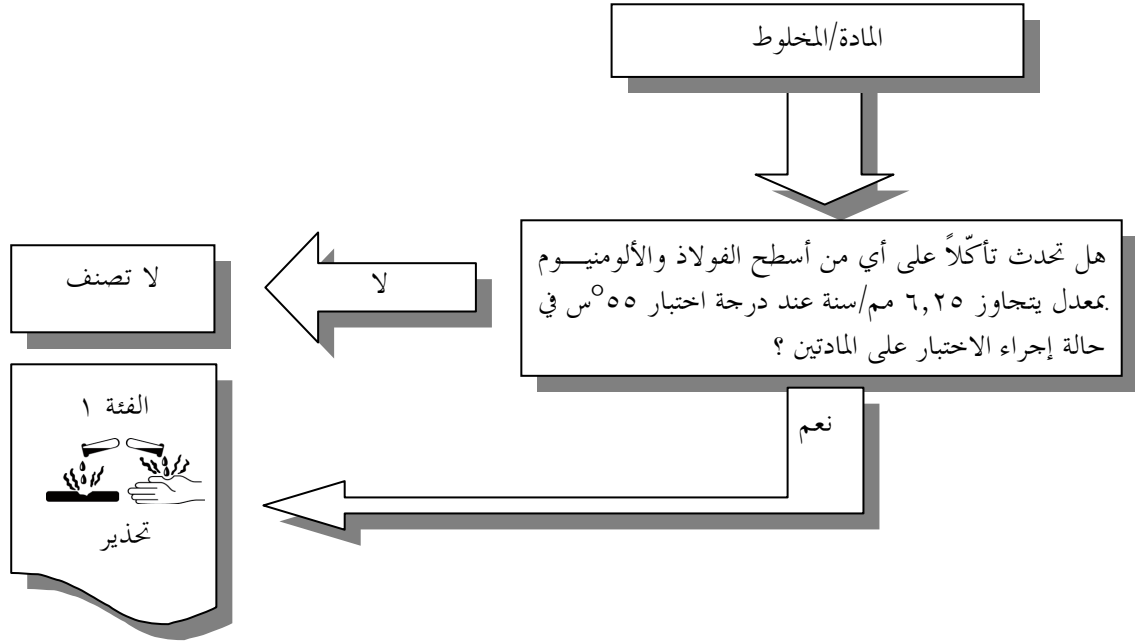 المادة/المخلوط
هل تحدث تأكّلاً على أي من أسطح الفولاذ والألومنيــوم
بمعدل يتجاوز ٦,٢٥ مم/سنة عند درجة اختبار ٥٥°س في
حالة إجراء الاختبار على المادتين ؟
لا
لا تصنف
نعم
الفئة ١
تحذير